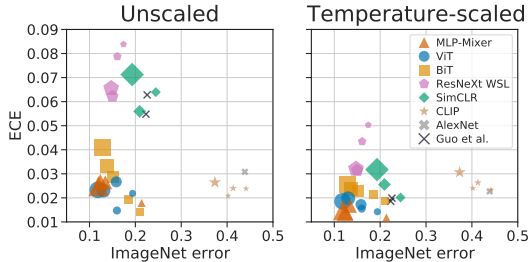 Unscaled
Temperature-scaled
0.09
0.08
0.07
0.06
0.05
0.04
0.03
0.02
0.01
ECE
0.1 0.2 0.3 0.4 0.5
ImageNet error
MLP-Mixer
ViT
BiT
ResNeXt WSL
SimCLR
CLIP
AlexNet
Guo et al.
0.1 0.2 0.3 0.4 0.5
ImageNet error